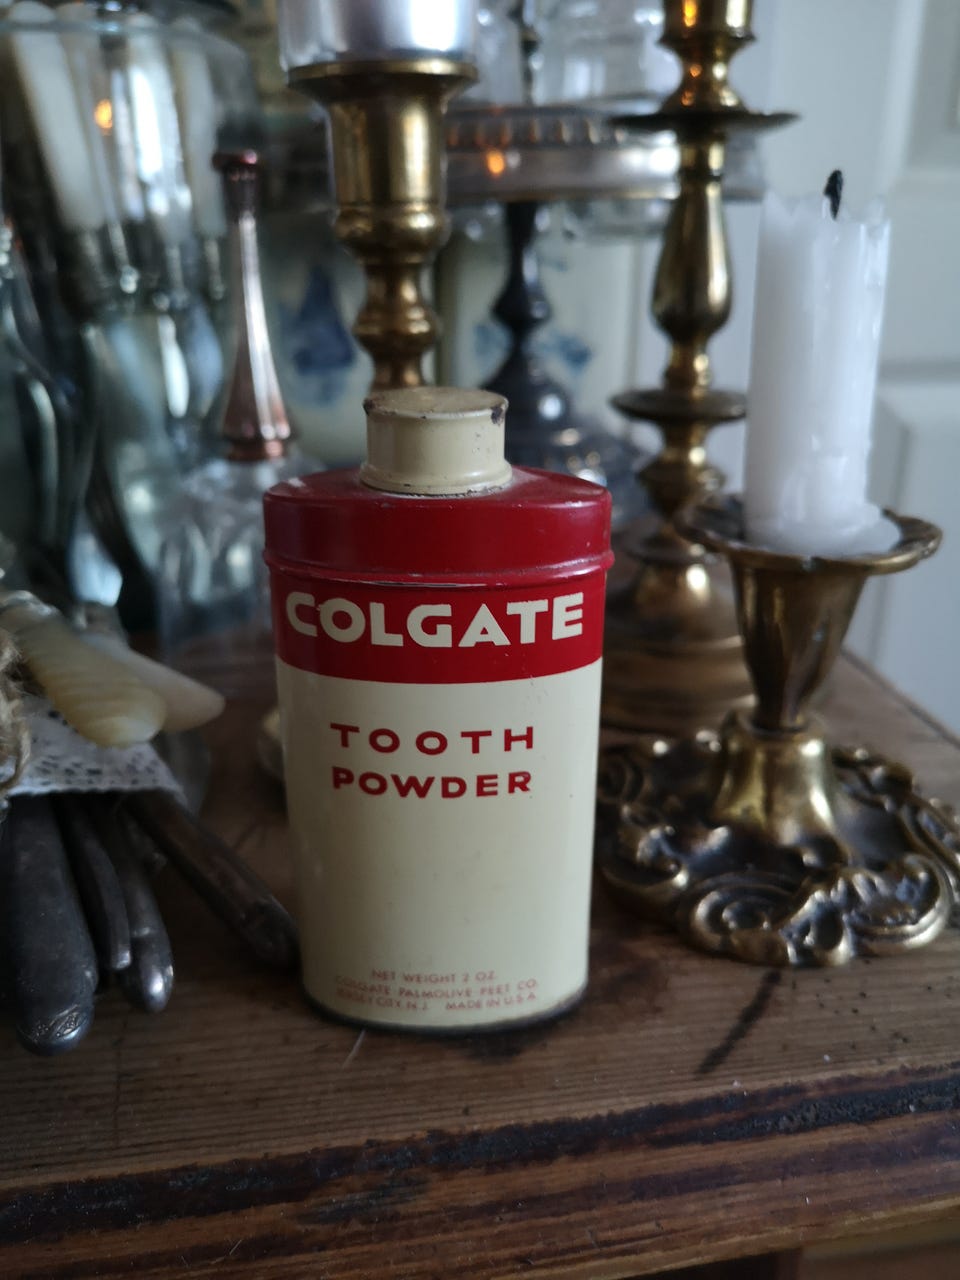 COLGATE
TOOTH
POWDER
NET WEIGHT 2 OZ.
COLGATE-PALMOLIVE-PEET CO.
JERSEY CITY, N.J. MADE IN U.S.A.